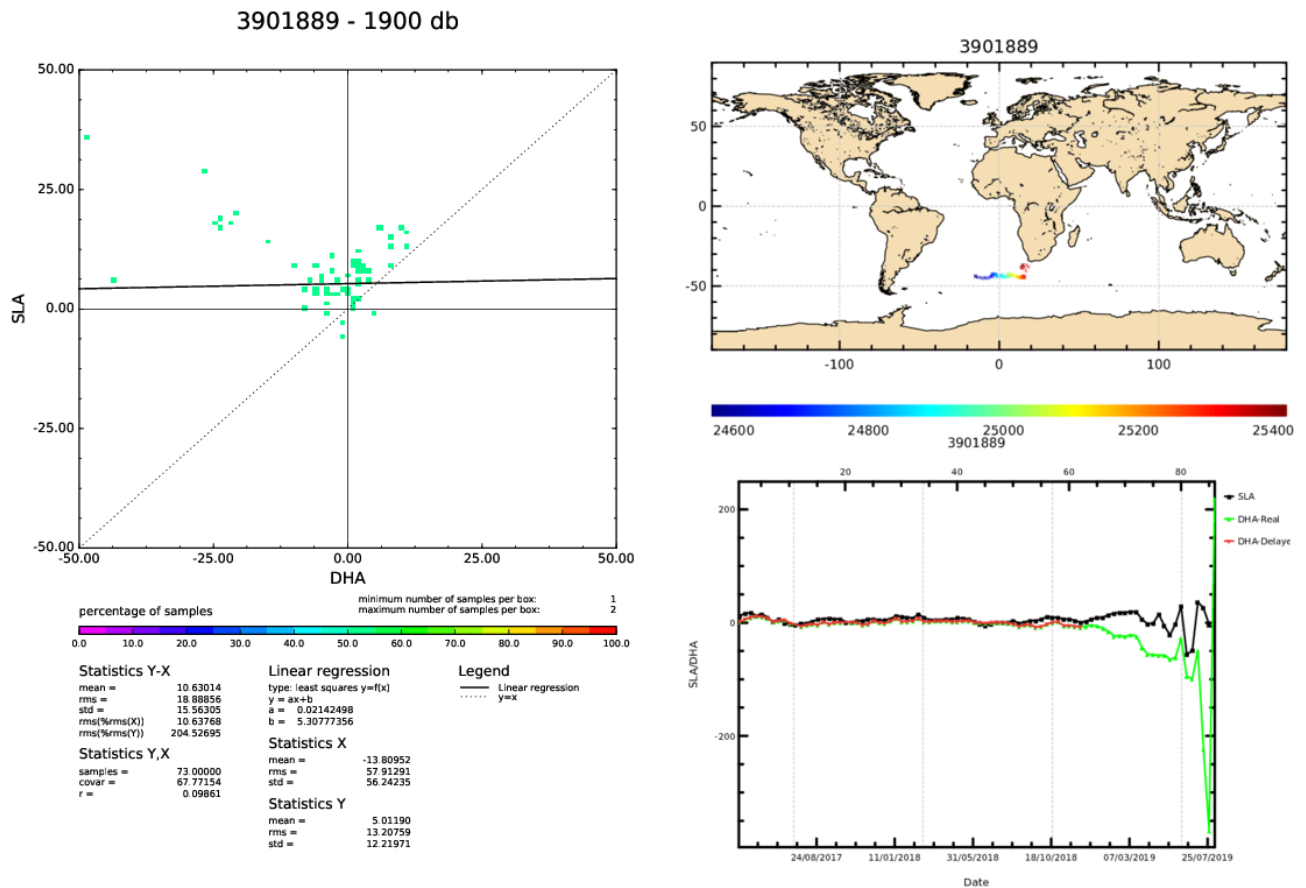 3901889 - 1900 db
50.00
25.00
0.00
-25.00
-50.00
SLA
-50.00 -25.00 0.00 25.00 50.00
DHA
minimum number of samples per box: 1
percentage of samples maximum number of samples per box: 2
0.0 10.0 20.0 30.0 40.0 50.0 60.0 70.0 80.0 90.0 100.0
Statistics Y-X
mean = 10.63014
rms = 18.88856
std = 15.56305
rms(%rms(X)) 10.63768
rms(%rms(Y)) 204.52695
Statistics Y,X
samples = 73.00000
covar = 67.77154
r = 0.09861
Linear regression
type: least squares y=f(x)
y = ax+b
a = 0.02142498
b = 5.30777356
Statistics X
mean = -13.80952
rms = 57.91291
std = 56.24235
Statistics Y
mean = 5.01190
rms = 13.20759
std = 12.21971
Legend
Linear regression
y=x
3901889
50
0
-50
-100 0 100
24600 24800 25000 25200 25400
3901889
20 40 60 80
200
0
-200
SLA/DHA
SLA
DHA-Real
DHA-Delaye
24/08/2017 11/01/2018 31/05/2018 18/10/2018 07/03/2019 25/07/2019
Date